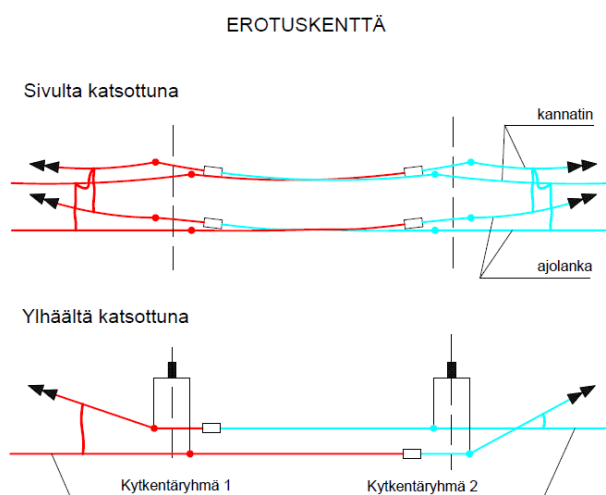 EROTUSKENTTÄ
Sivulta katsottuna
kannatin
ajolanka
Ylhäältä katsottuna
Kytkentäryhmä 1
Kytkentäryhmä 2